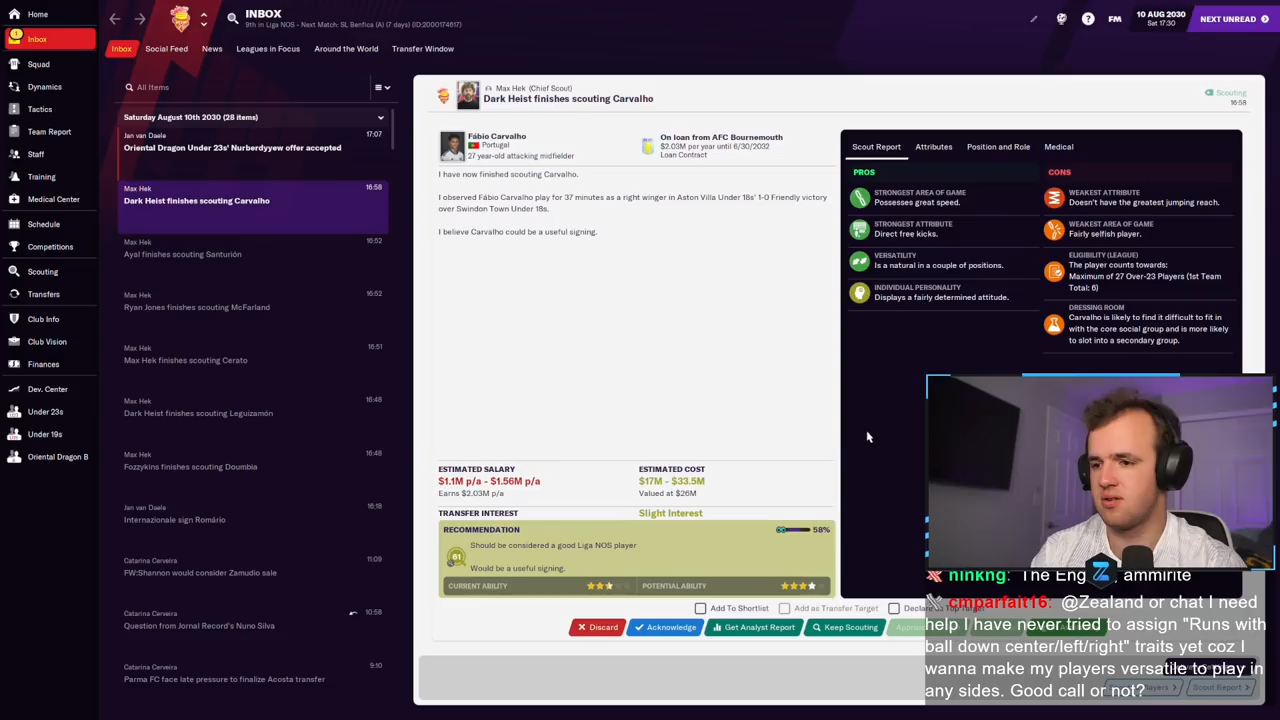 Home
1
Inbox
Squad
Dynamics
Tactics
Team Report
Staff
Training
Medical Center
Schedule
Competitions
Scouting
Transfers
Club Info
Club Vision
Finances
Dev. Center
Under 23s
Under 19s
Oriental Dragon B
INBOX
9th in Liga NOS - Next Match: SL Benfica (A) (7 days) (ID:2000174617)
FM
10 AUG 2030
Sat 17:30
NEXT UNREAD
Inbox
Social Feed
News
Leagues in Focus
Around the World
Transfer Window
All Items
Saturday August 10th 2030 (28 items)
Jan van Daele 17:07
Oriental Dragon Under 23s' Nurberdyyew offer accepted
Max Hek 16:58
Dark Heist finishes scouting Carvalho
Max Hek 16:52
Ayal finishes scouting Santurión
Max Hek 16:52
Ryan Jones finishes scouting McFarland
Max Hek 16:51
Max Hek finishes scouting Cerato
Max Hek 16:48
Dark Heist finishes scouting Leguizamón
Max Hek 16:48
Fozzykins finishes scouting Doumbia
Jan van Daele 16:18
Internazionale sign Romário
Catarina Cerveira 11:09
FW:Shannon would consider Zamudio sale
Catarina Cerveira 10:58
Question from Jornal Record's Nuno Silva
Catarina Cerveira 9:10
Parma FC face late pressure to finalize Acosta transfer
Max Hek (Chief Scout)
Dark Heist finishes scouting Carvalho
Scouting
16:58
Fábio Carvalho
Portugal
27 year-old attacking midfielder
On loan from AFC Bournemouth
$2.03M per year until 6/30/2032
Loan Contract
I have now finished scouting Carvalho.
I observed Fábio Carvalho play for 37 minutes as a right winger in Aston Villa Under 18s' 1-0 Friendly victory
over Swindon Town Under 18s.
I believe Carvalho could be a useful signing.
ESTIMATED SALARY
$1.1M p/a - $1.56M p/a
Earns $2.03M p/a
ESTIMATED COST
$17M - $33.5M
Valued at $26M
TRANSFER INTEREST
Slight Interest
RECOMMENDATION
58%
61
Should be considered a good Liga NOS player
Would be a useful signing.
CURRENT ABILITY
POTENTIAL ABILITY
Add To Shortlist
Add as Transfer Target
Declare as Top
Discard
Acknowledge
Get Analyst Report
Keep Scouting
Scout Report
Attributes
Position and Role
Medical
PROS
STRONGEST AREA OF GAME
Possesses great speed.
STRONGEST ATTRIBUTE
Direct free kicks.
VERSATILITY
Is a natural in a couple of positions.
INDIVIDUAL PERSONALITY
Displays a fairly determined attitude.
CONS
WEAKEST ATTRIBUTE
Doesn't have the greatest jumping reach.
WEAKEST AREA OF GAME
Fairly selfish player.
ELIGIBILITY (LEAGUE)
The player counts towards:
Maximum of 27 Over-23 Players (1st Team
Total: 6)
DRESSING ROOM
Carvalho is likely to find it difficult to fit in
with the core social group and is more likely
to slot into a secondary group.
Z
The Eng ammirite
cmparfait16: @Zealand or chat I need
help I have never tried to assign "Runs with
ball down center/left/right" traits yet coz I
wanna make my players versatile to play in
any sides. Good call or not?
Scout Report